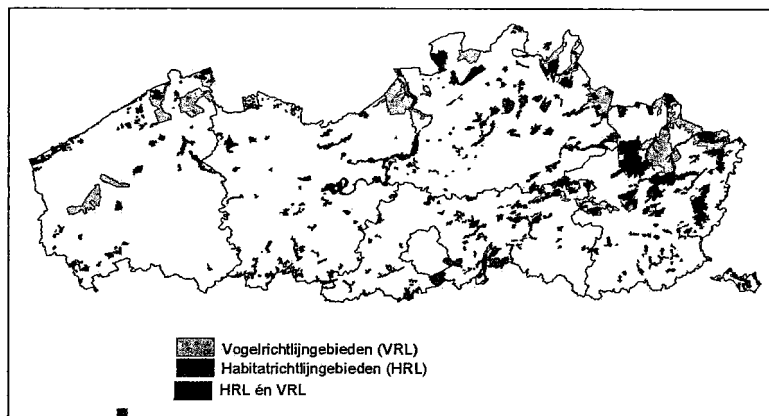 Vogelrichtlijngebieden (VRL)
Habitatrichtlijngebieden (HRL)
HRL én VRL